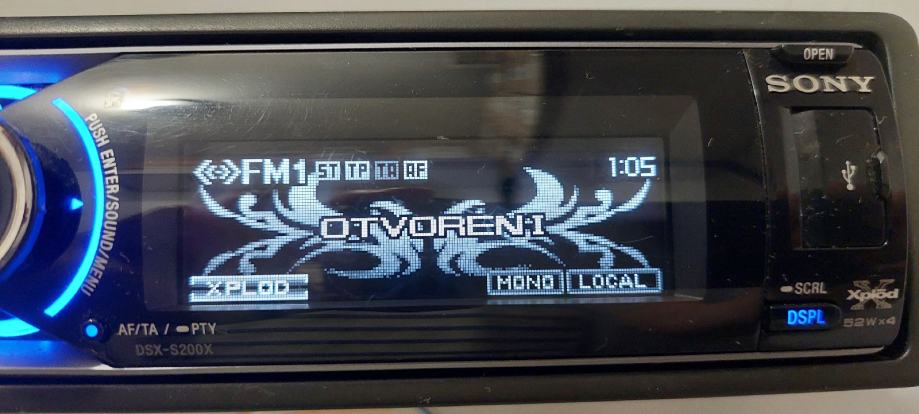 OPEN
SONY
PUSH ENTER/SOUND/MENU
FM1 ST TP TA AF 1:05
OTVORENI
XPLOD MONO LOCAL
SCRL
Xplod
DSPL
52W×4
AF/TA / PTY
DSX-S200X